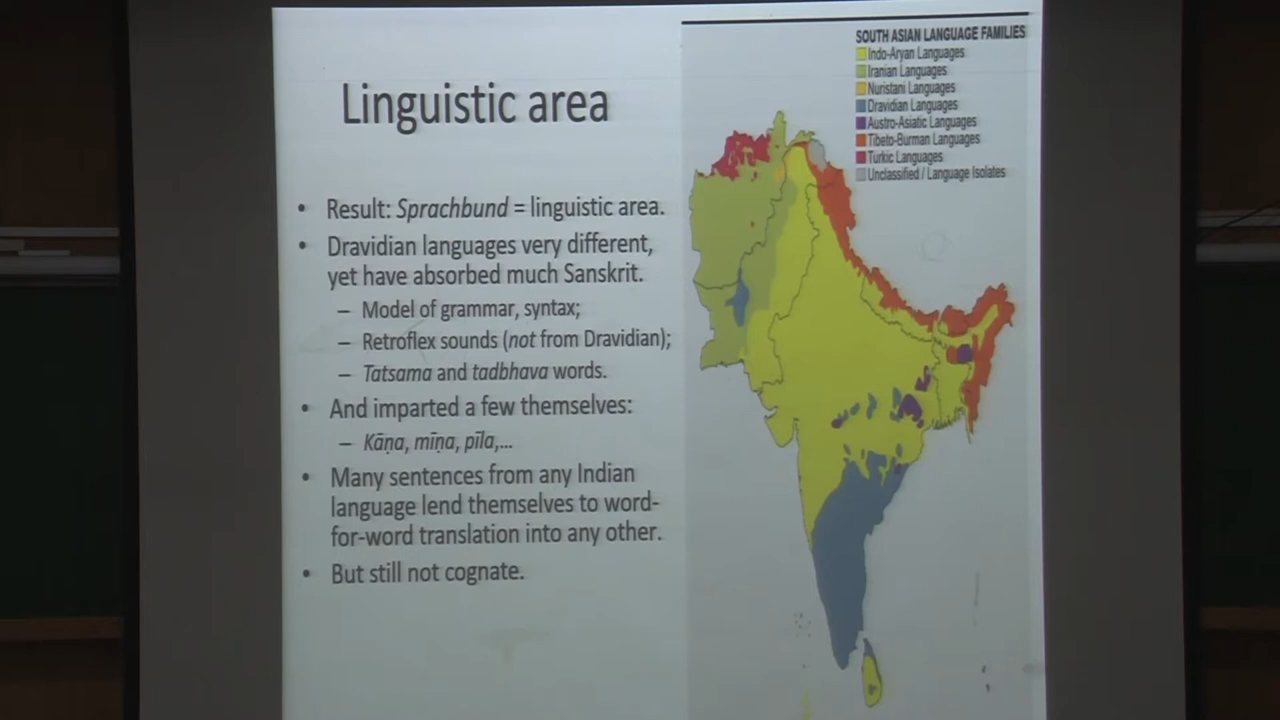 Linguistic area
• Result: Sprachbund = linguistic area.
• Dravidian languages very different,
yet have absorbed much Sanskrit.
– Model of grammar, syntax;
– Retroflex sounds (not from Dravidian);
– Tatsama and tadbhava words.
• And imparted a few themselves:
– Kāṇa, mīṇa, pīla,...
• Many sentences from any Indian
language lend themselves to word-
for-word translation into any other.
• But still not cognate.
SOUTH ASIAN LANGUAGE FAMILIES
Indo-Aryan Languages
Iranian Languages
Nuristani Languages
Dravidian Languages
Austro-Asiatic Languages
Tibeto-Burman Languages
Turkic Languages
Unclassified / Language Isolates